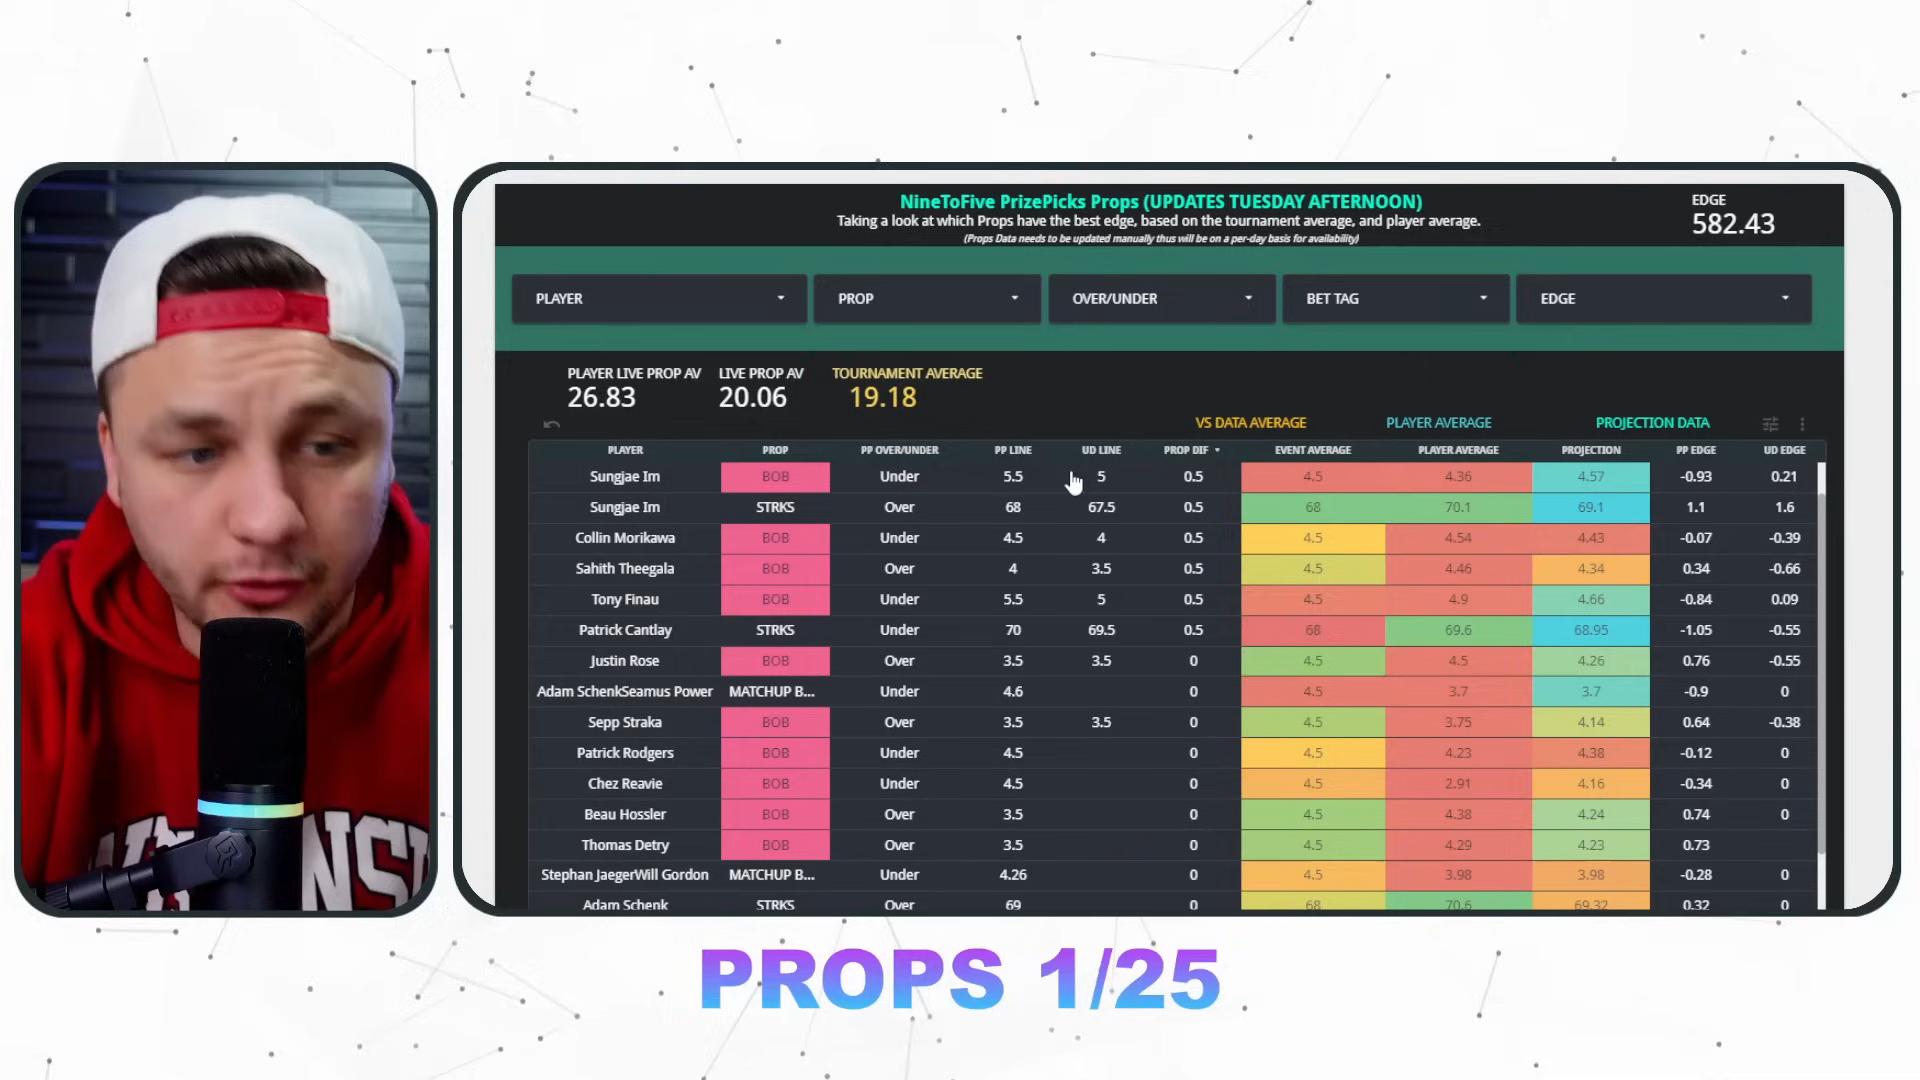 NineToFive PrizePicks Props (UPDATES TUESDAY AFTERNOON)
Taking a look at which Props have the best edge, based on the tournament average, and player average.
(Props Data needs to be updated manually thus will be on a per-day basis for availability)
EDGE
582.43
PLAYER PROP OVER/UNDER BET TAG EDGE
PLAYER LIVE PROP AV LIVE PROP AV TOURNAMENT AVERAGE
26.83 20.06 19.18
VS DATA AVERAGE PLAYER AVERAGE PROJECTION DATA
PLAYER PROP PP OVER/UNDER PP LINE UD LINE PROP DIF EVENT AVERAGE PLAYER AVERAGE PROJECTION PP EDGE UD EDGE
Sungjae Im BOB Under 5.5 5 0.5 4.5 4.36 4.57 -0.93 0.21
Sungjae Im STRKS Over 68 67.5 0.5 68 70.1 69.1 1.1 1.6
Collin Morikawa BOB Under 4.5 4 0.5 4.5 4.54 4.43 -0.07 -0.39
Sahith Theegala BOB Over 4 3.5 0.5 4.5 4.46 4.34 0.34 -0.66
Tony Finau BOB Under 5.5 5 0.5 4.5 4.9 4.66 -0.84 0.09
Patrick Cantlay STRKS Under 70 69.5 0.5 68 69.6 68.95 -1.05 -0.55
Justin Rose BOB Over 3.5 3.5 0 4.5 4.5 4.26 0.76 -0.55
Adam SchenkSeamus Power MATCHUP B... Under 4.6 0 4.5 3.7 3.7 -0.9 0
Sepp Straka BOB Over 3.5 3.5 0 4.5 3.75 4.14 0.64 -0.38
Patrick Rodgers BOB Under 4.5 0 4.5 4.23 4.38 -0.12 0
Chez Reavie BOB Under 4.5 0 4.5 2.91 4.16 -0.34 0
Beau Hossler BOB Over 3.5 0 4.5 4.38 4.24 0.74 0
Thomas Detry BOB Over 3.5 0 4.5 4.29 4.23 0.73
Stephan JaegerWill Gordon MATCHUP B... Under 4.26 0 4.5 3.98 3.98 -0.28 0
Adam Schenk STRKS Over 69 0 68 70.6 69.32 0.32 0
PROPS 1/25